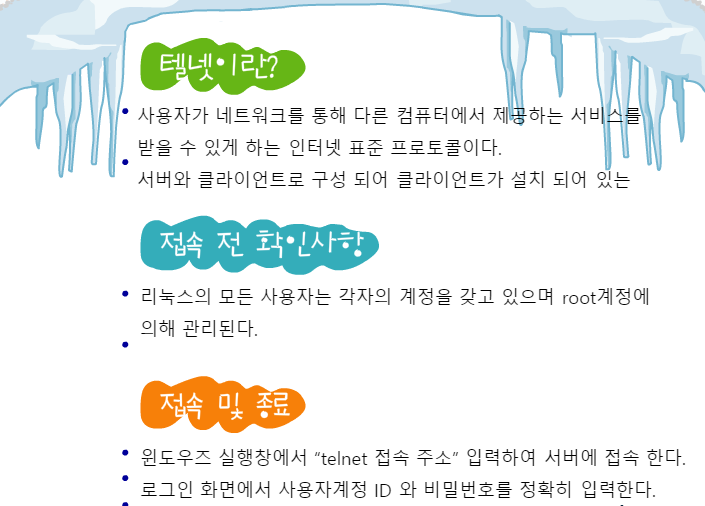 텔넷이란?
사용자가 네트워크를 통해 다른 컴퓨터에서 제공하는 서비스를
받을 수 있게 하는 인터넷 표준 프로토콜이다.
서버와 클라이언트로 구성 되어 클라이언트가 설치 되어 있는
접속 전 확인사항
리눅스의 모든 사용자는 각자의 계정을 갖고 있으며 root계정에
의해 관리된다.
접속 및 종료
윈도우즈 실행창에서 “telnet 접속 주소” 입력하여 서버에 접속 한다.
로그인 화면에서 사용자계정 ID 와 비밀번호를 정확히 입력한다.